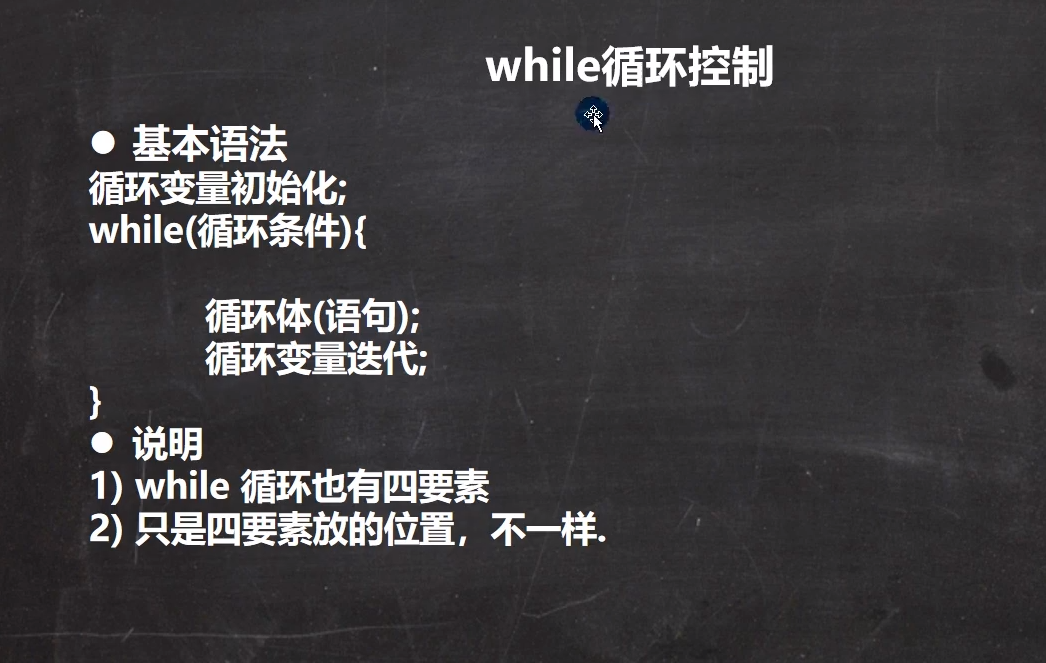 while循环控制
● 基本语法
循环变量初始化;
while(循环条件){
循环体(语句);
循环变量迭代;
}
● 说明
1) while 循环也有四要素
2) 只是四要素放的位置，不一样.